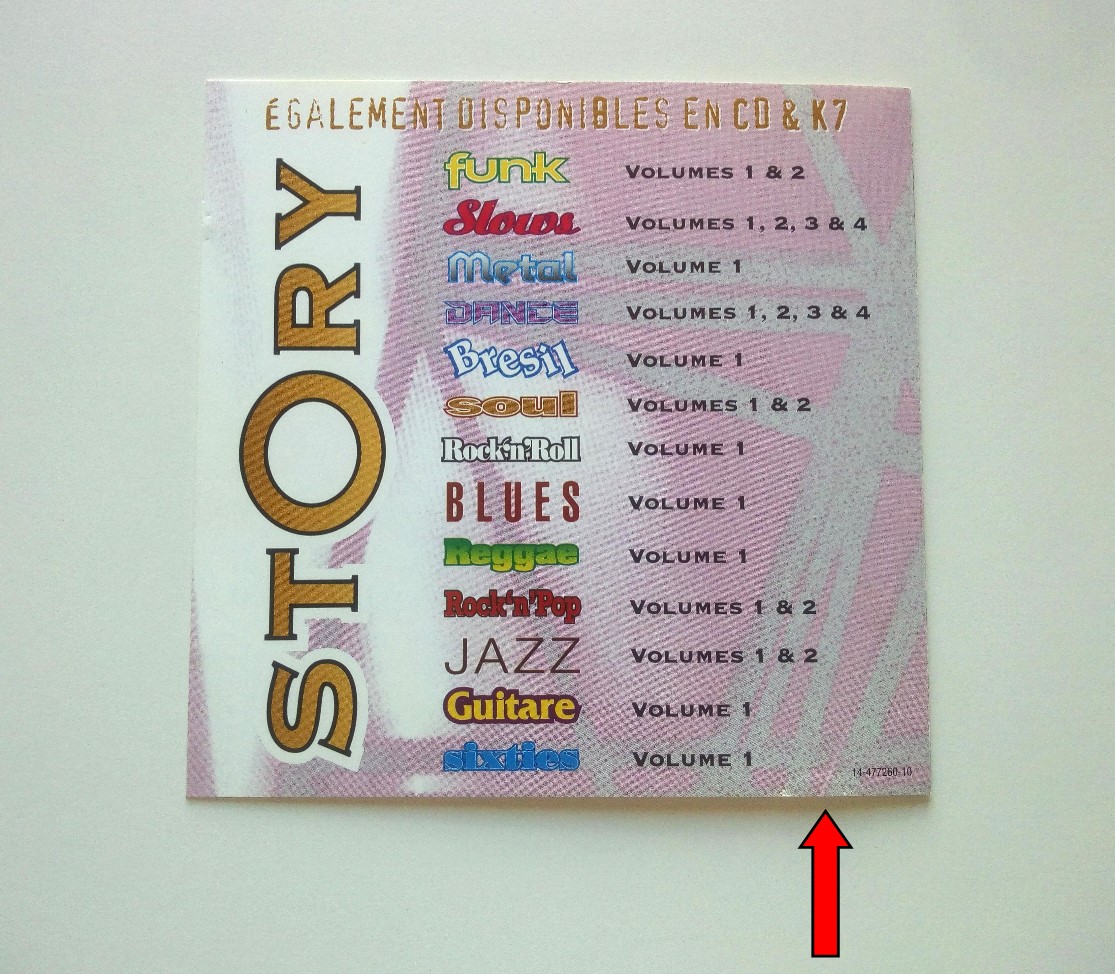 ÉGALEMENT DISPONIBLES EN CD & K7
STORY
funk VOLUMES 1 & 2
Slows VOLUMES 1, 2, 3 & 4
Metal VOLUME 1
DANCE VOLUMES 1, 2, 3 & 4
Bresil VOLUME 1
soul VOLUMES 1 & 2
Rock'n'Roll VOLUME 1
BLUES VOLUME 1
Reggae VOLUME 1
Rock'n'Pop VOLUMES 1 & 2
JAZZ VOLUMES 1 & 2
Guitare VOLUME 1
sixties VOLUME 1
14-477260-10